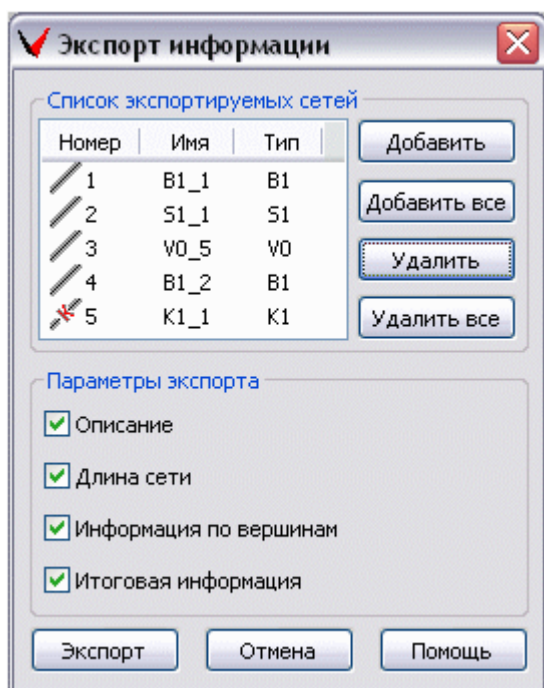 Экспорт информации
Список экспортируемых сетей
Номер Имя Тип
1 B1_1 B1
2 S1_1 S1
3 V0_5 V0
4 B1_2 B1
5 K1_1 K1
Добавить
Добавить все
Удалить
Удалить все
Параметры экспорта
Описание
Длина сети
Информация по вершинам
Итоговая информация
Экспорт Отмена Помощь